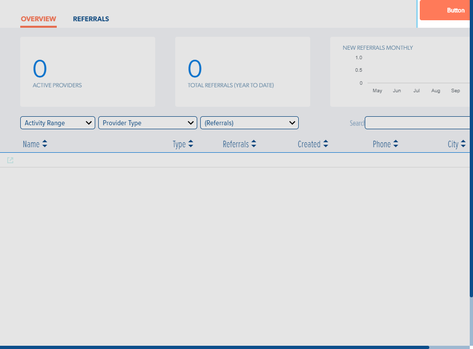 Button
OVERVIEW REFERRALS
0
ACTIVE PROVIDERS
0
TOTAL REFERRALS (YEAR TO DATE)
NEW REFERRALS MONTHLY
1.0
0.5
0
May Jun Jul Aug Sep
Activity Range Provider Type (Referrals) Search
Name Type Referrals Created Phone City